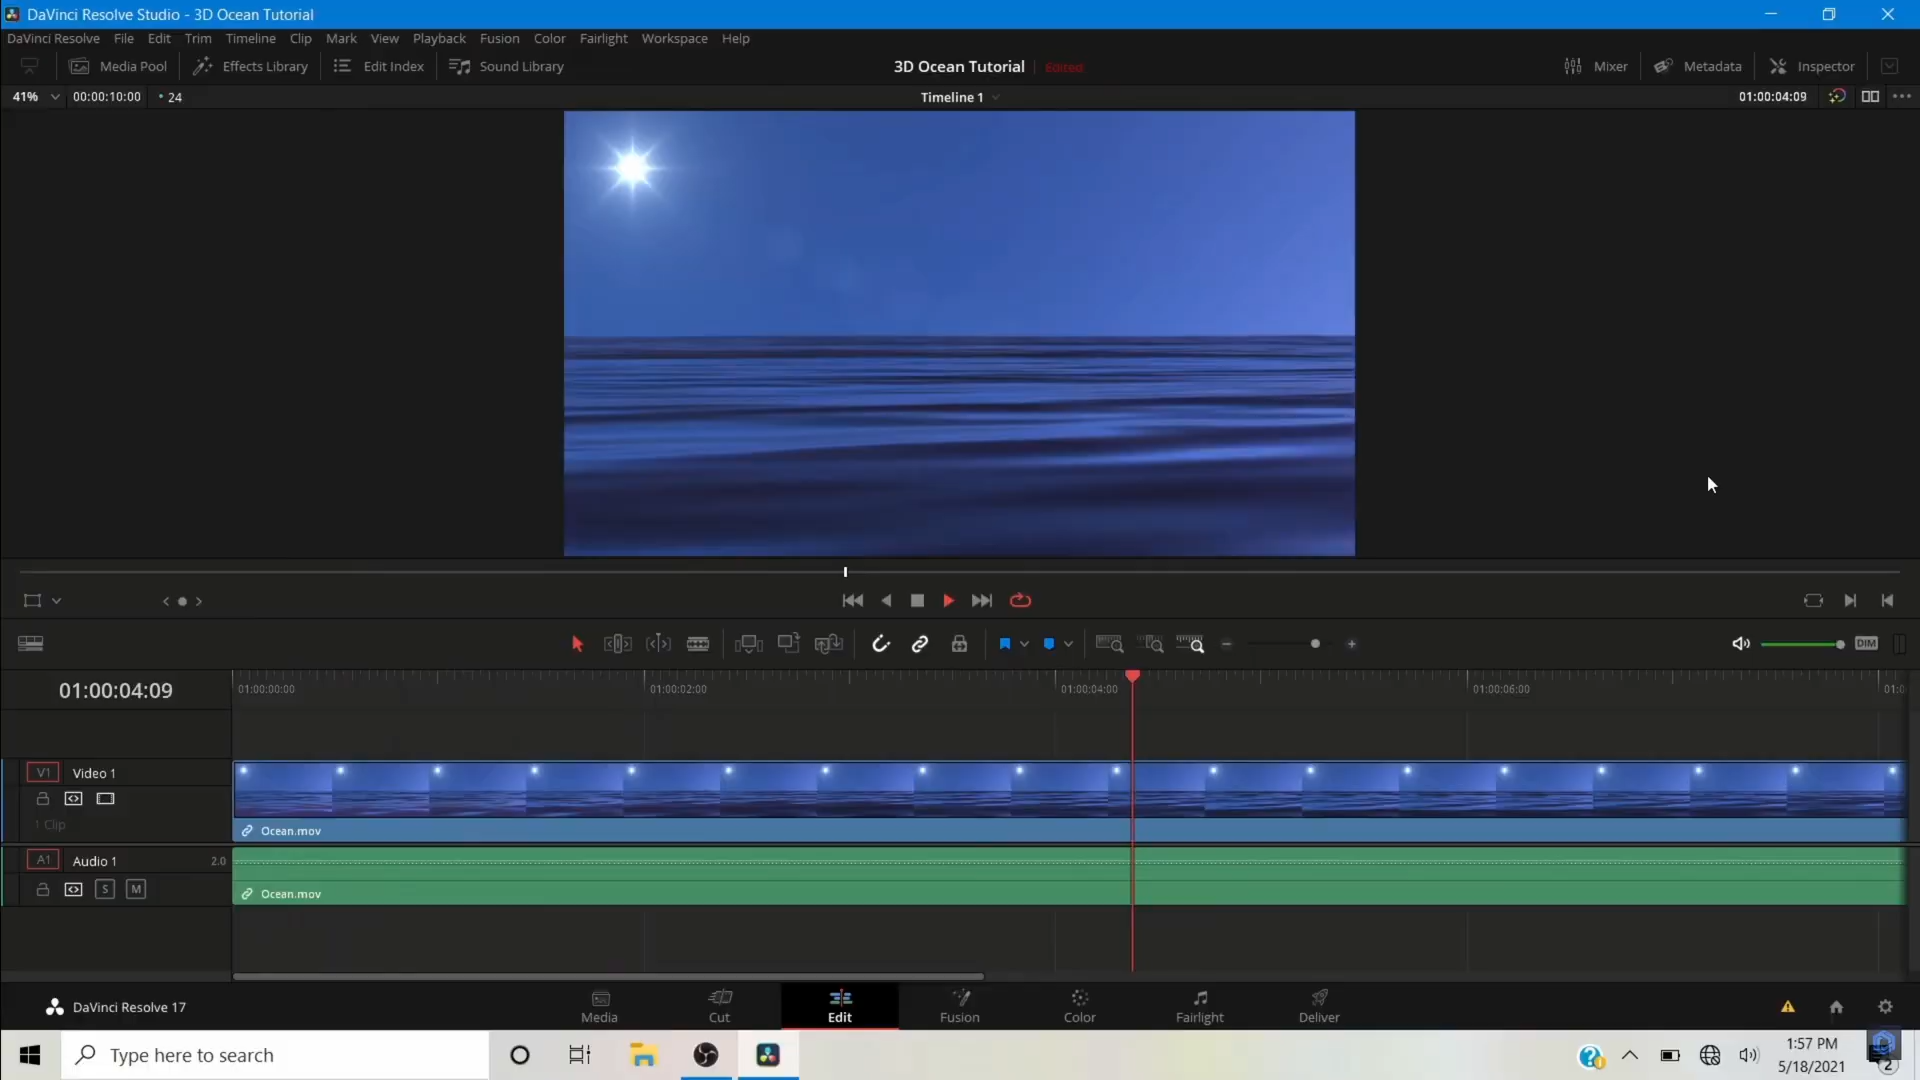 DaVinci Resolve Studio - 3D Ocean Tutorial
DaVinci Resolve File Edit Trim Timeline Clip Mark View Playback Fusion Color Fairlight Workspace Help
Media Pool Effects Library Edit Index Sound Library 3D Ocean Tutorial Edited Mixer Metadata Inspector
41% 00:00:10:00 24 Timeline 1 01:00:04:09
DIM
01:00:04:09 01:00:00:00 01:00:02:00 01:00:04:00 01:00:06:00
V1 Video 1
1 Clip
Ocean.mov
A1 Audio 1 2.0
S M
Ocean.mov
DaVinci Resolve 17 Media Cut Edit Fusion Color Fairlight Deliver
Type here to search
1:57 PM
5/18/2021
2